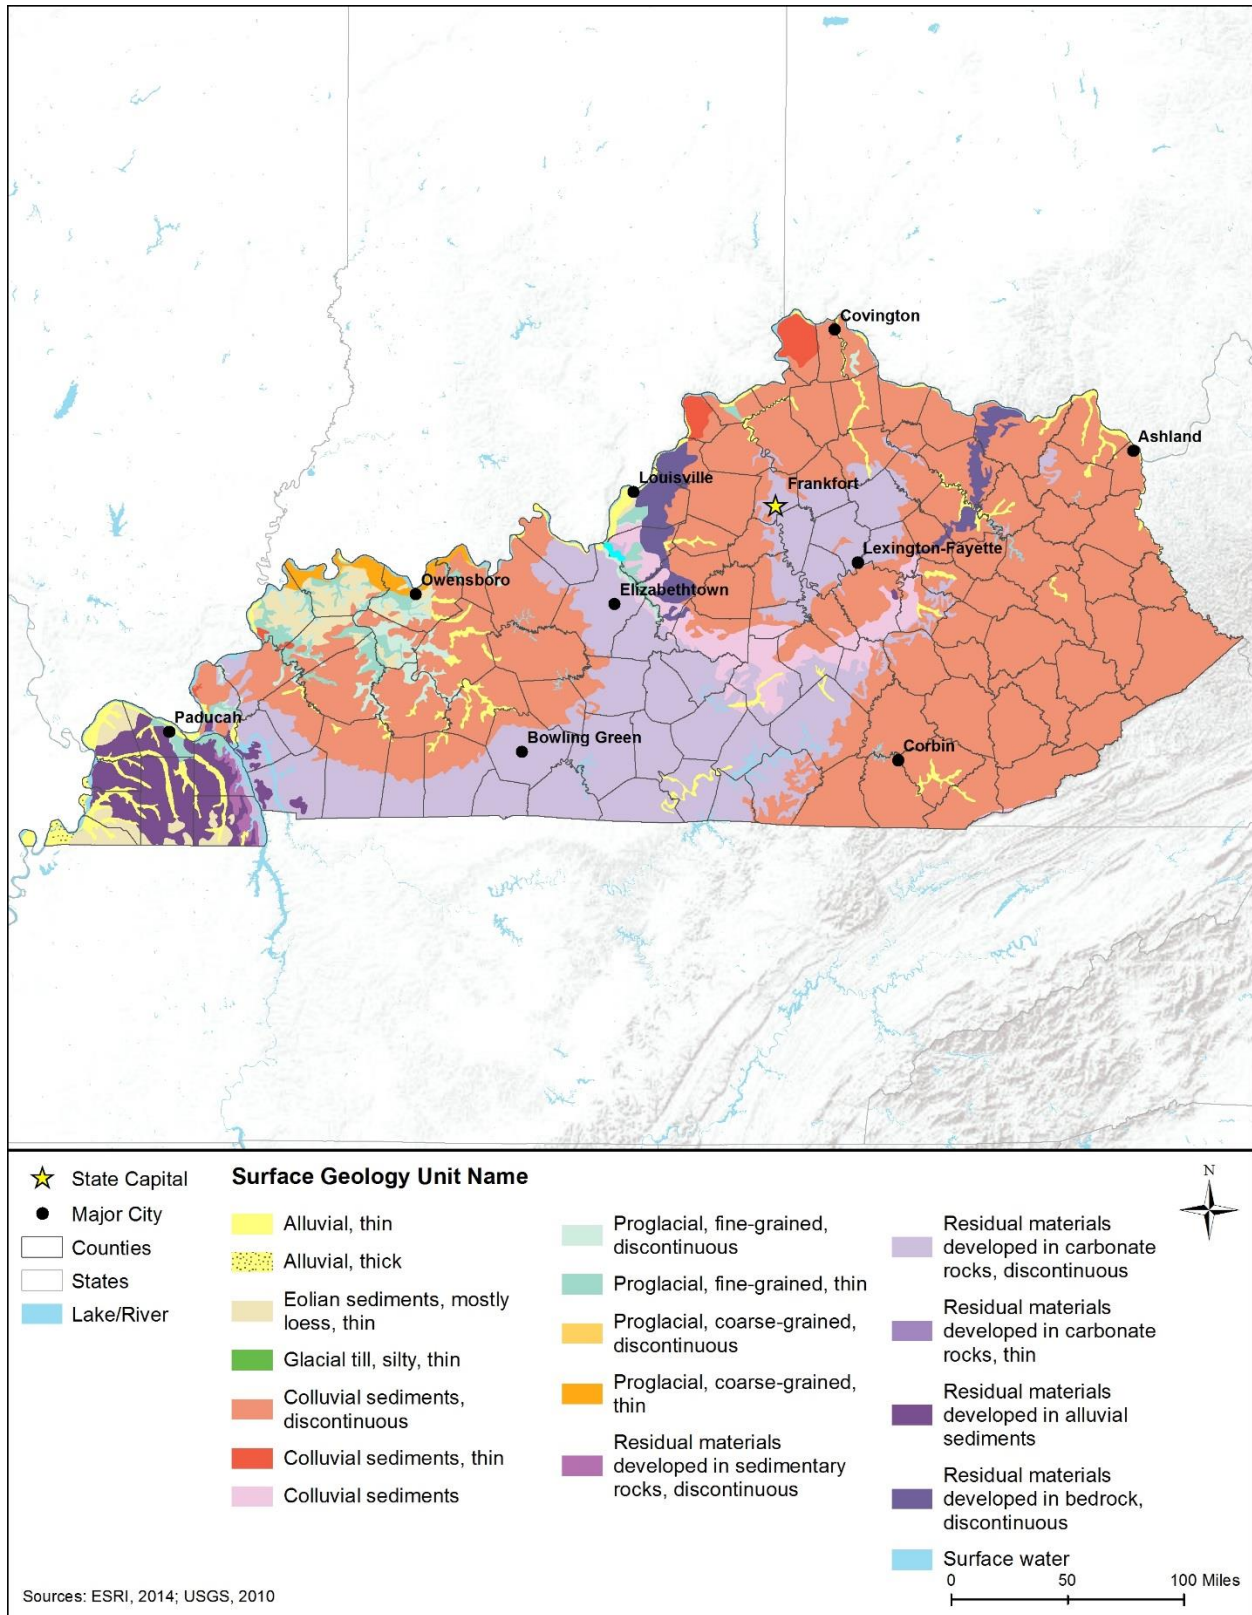 Covington
Ashland
Louisville
Frankfort
Lexington-Fayette
Owensboro
Elizabethtown
Paducah
Bowling Green
Corbin
State Capital
Major City
Counties
States
Lake/River
Surface Geology Unit Name
Alluvial, thin
Alluvial, thick
Eolian sediments, mostly
loess, thin
Glacial till, silty, thin
Colluvial sediments,
discontinuous
Colluvial sediments, thin
Colluvial sediments
Proglacial, fine-grained,
discontinuous
Proglacial, fine-grained, thin
Proglacial, coarse-grained,
discontinuous
Proglacial, coarse-grained,
thin
Residual materials
developed in sedimentary
rocks, discontinuous
Residual materials
developed in carbonate
rocks, discontinuous
Residual materials
developed in carbonate
rocks, thin
Residual materials
developed in alluvial
sediments
Residual materials
developed in bedrock,
discontinuous
Surface water
N
0 50 100 Miles
Sources: ESRI, 2014; USGS, 2010